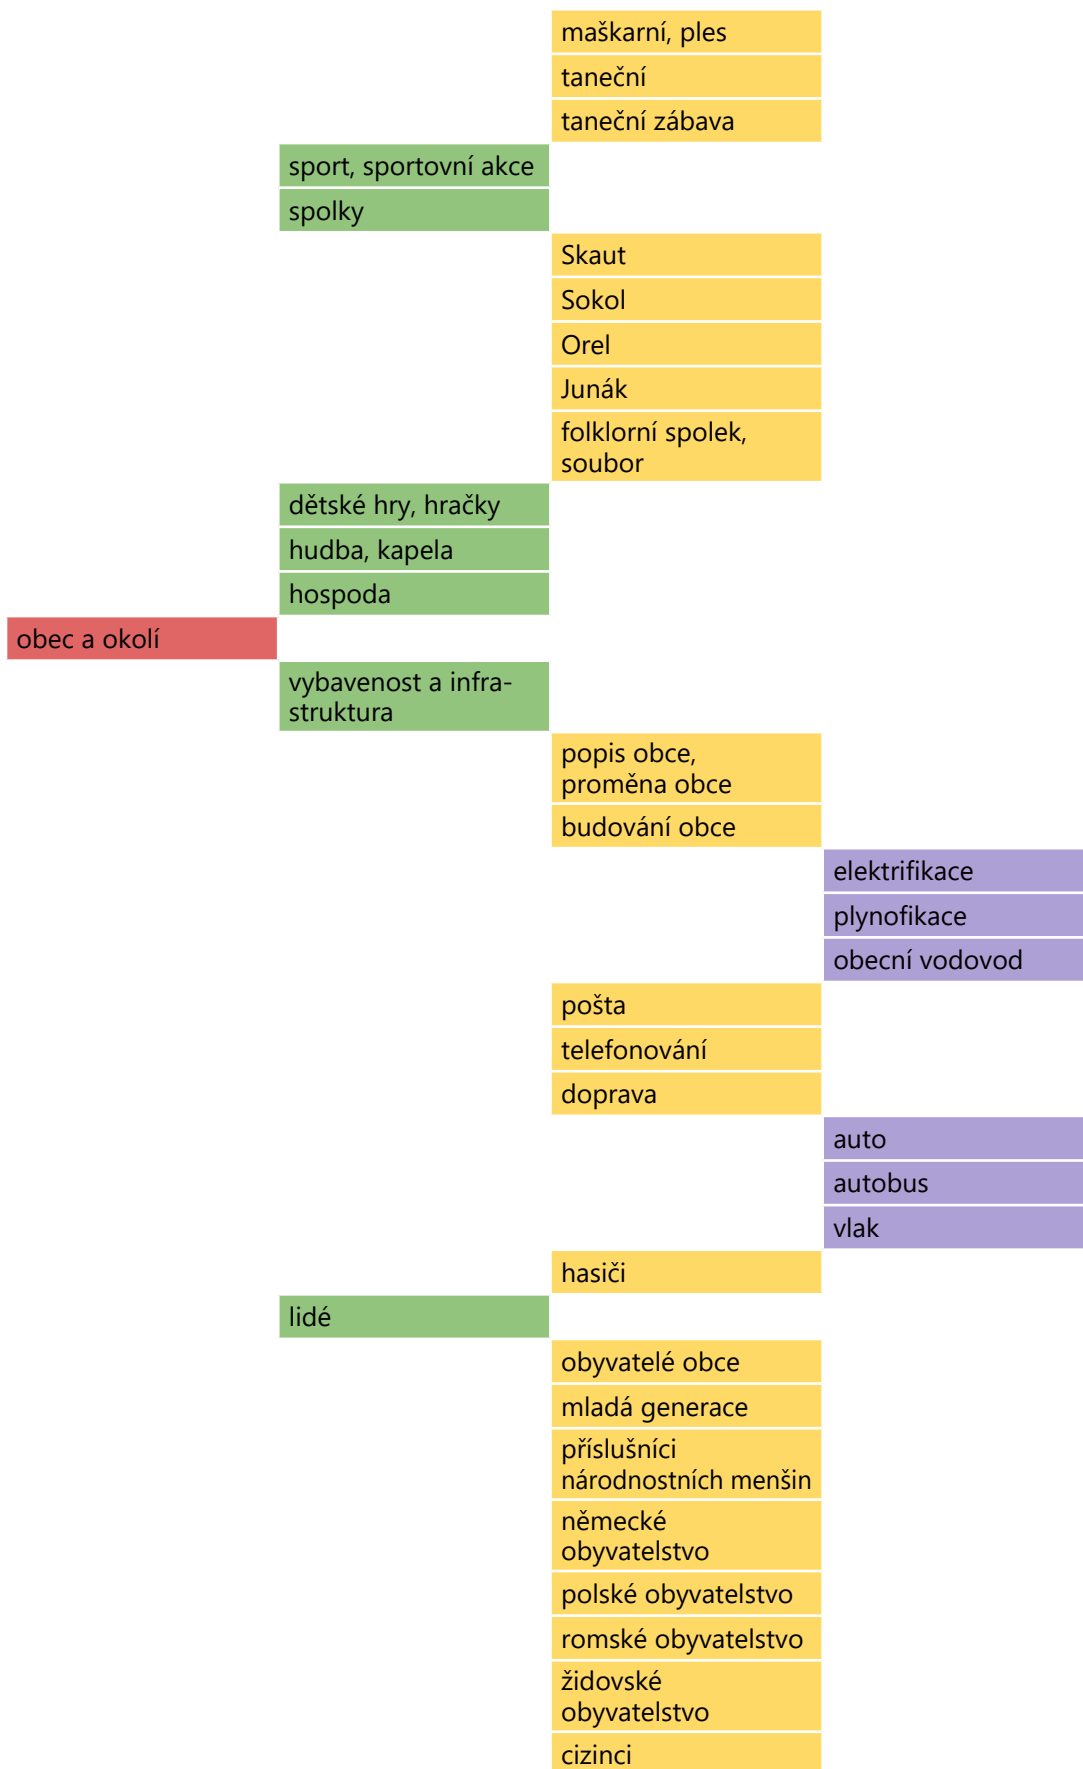 maškarní, ples
taneční
taneční zábava
sport, sportovní akce
spolky
Skaut
Sokol
Orel
Junák
folklorní spolek,
soubor
dětské hry, hračky
hudba, kapela
hospoda
obec a okolí
vybavenost a infra-
struktura
popis obce,
proměna obce
budování obce
elektrifikace
plynofikace
obecní vodovod
pošta
telefonování
doprava
auto
autobus
vlak
hasiči
lidé
obyvatelé obce
mladá generace
příslušníci
národnostních menšin
německé
obyvatelstvo
polské obyvatelstvo
romské obyvatelstvo
židovské
obyvatelstvo
cizinci